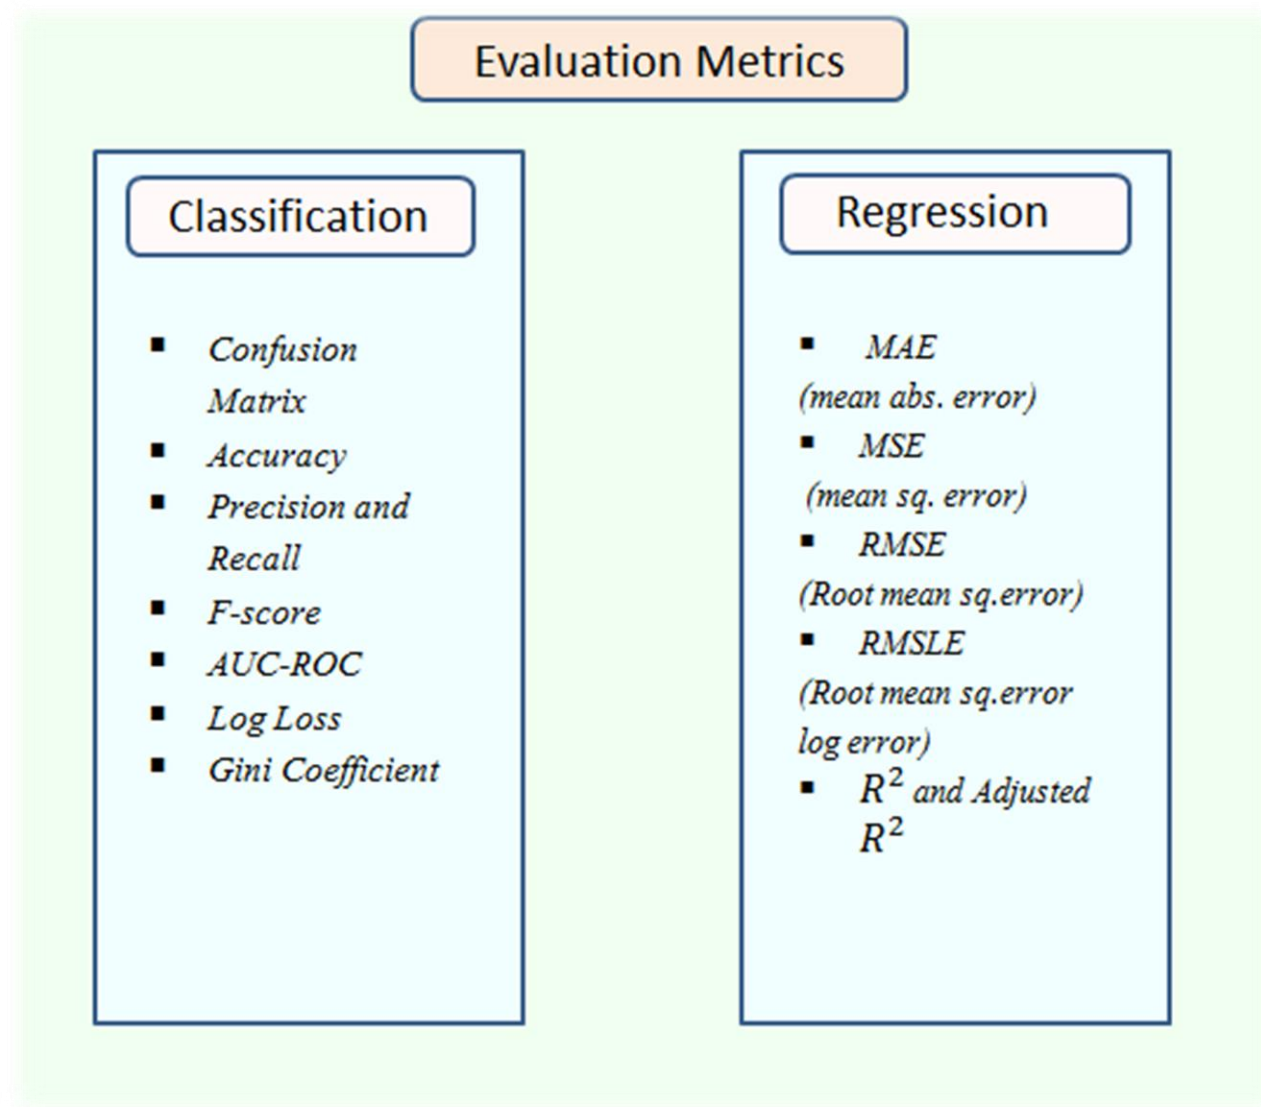 Evaluation Metrics
Classification
▪ Confusion
Matrix
▪ Accuracy
▪ Precision and
Recall
▪ F-score
▪ AUC-ROC
▪ Log Loss
▪ Gini Coefficient
Regression
▪ MAE
(mean abs. error)
▪ MSE
(mean sq. error)
▪ RMSE
(Root mean sq.error)
▪ RMSLE
(Root mean sq.error
log error)
▪ R² and Adjusted
R²